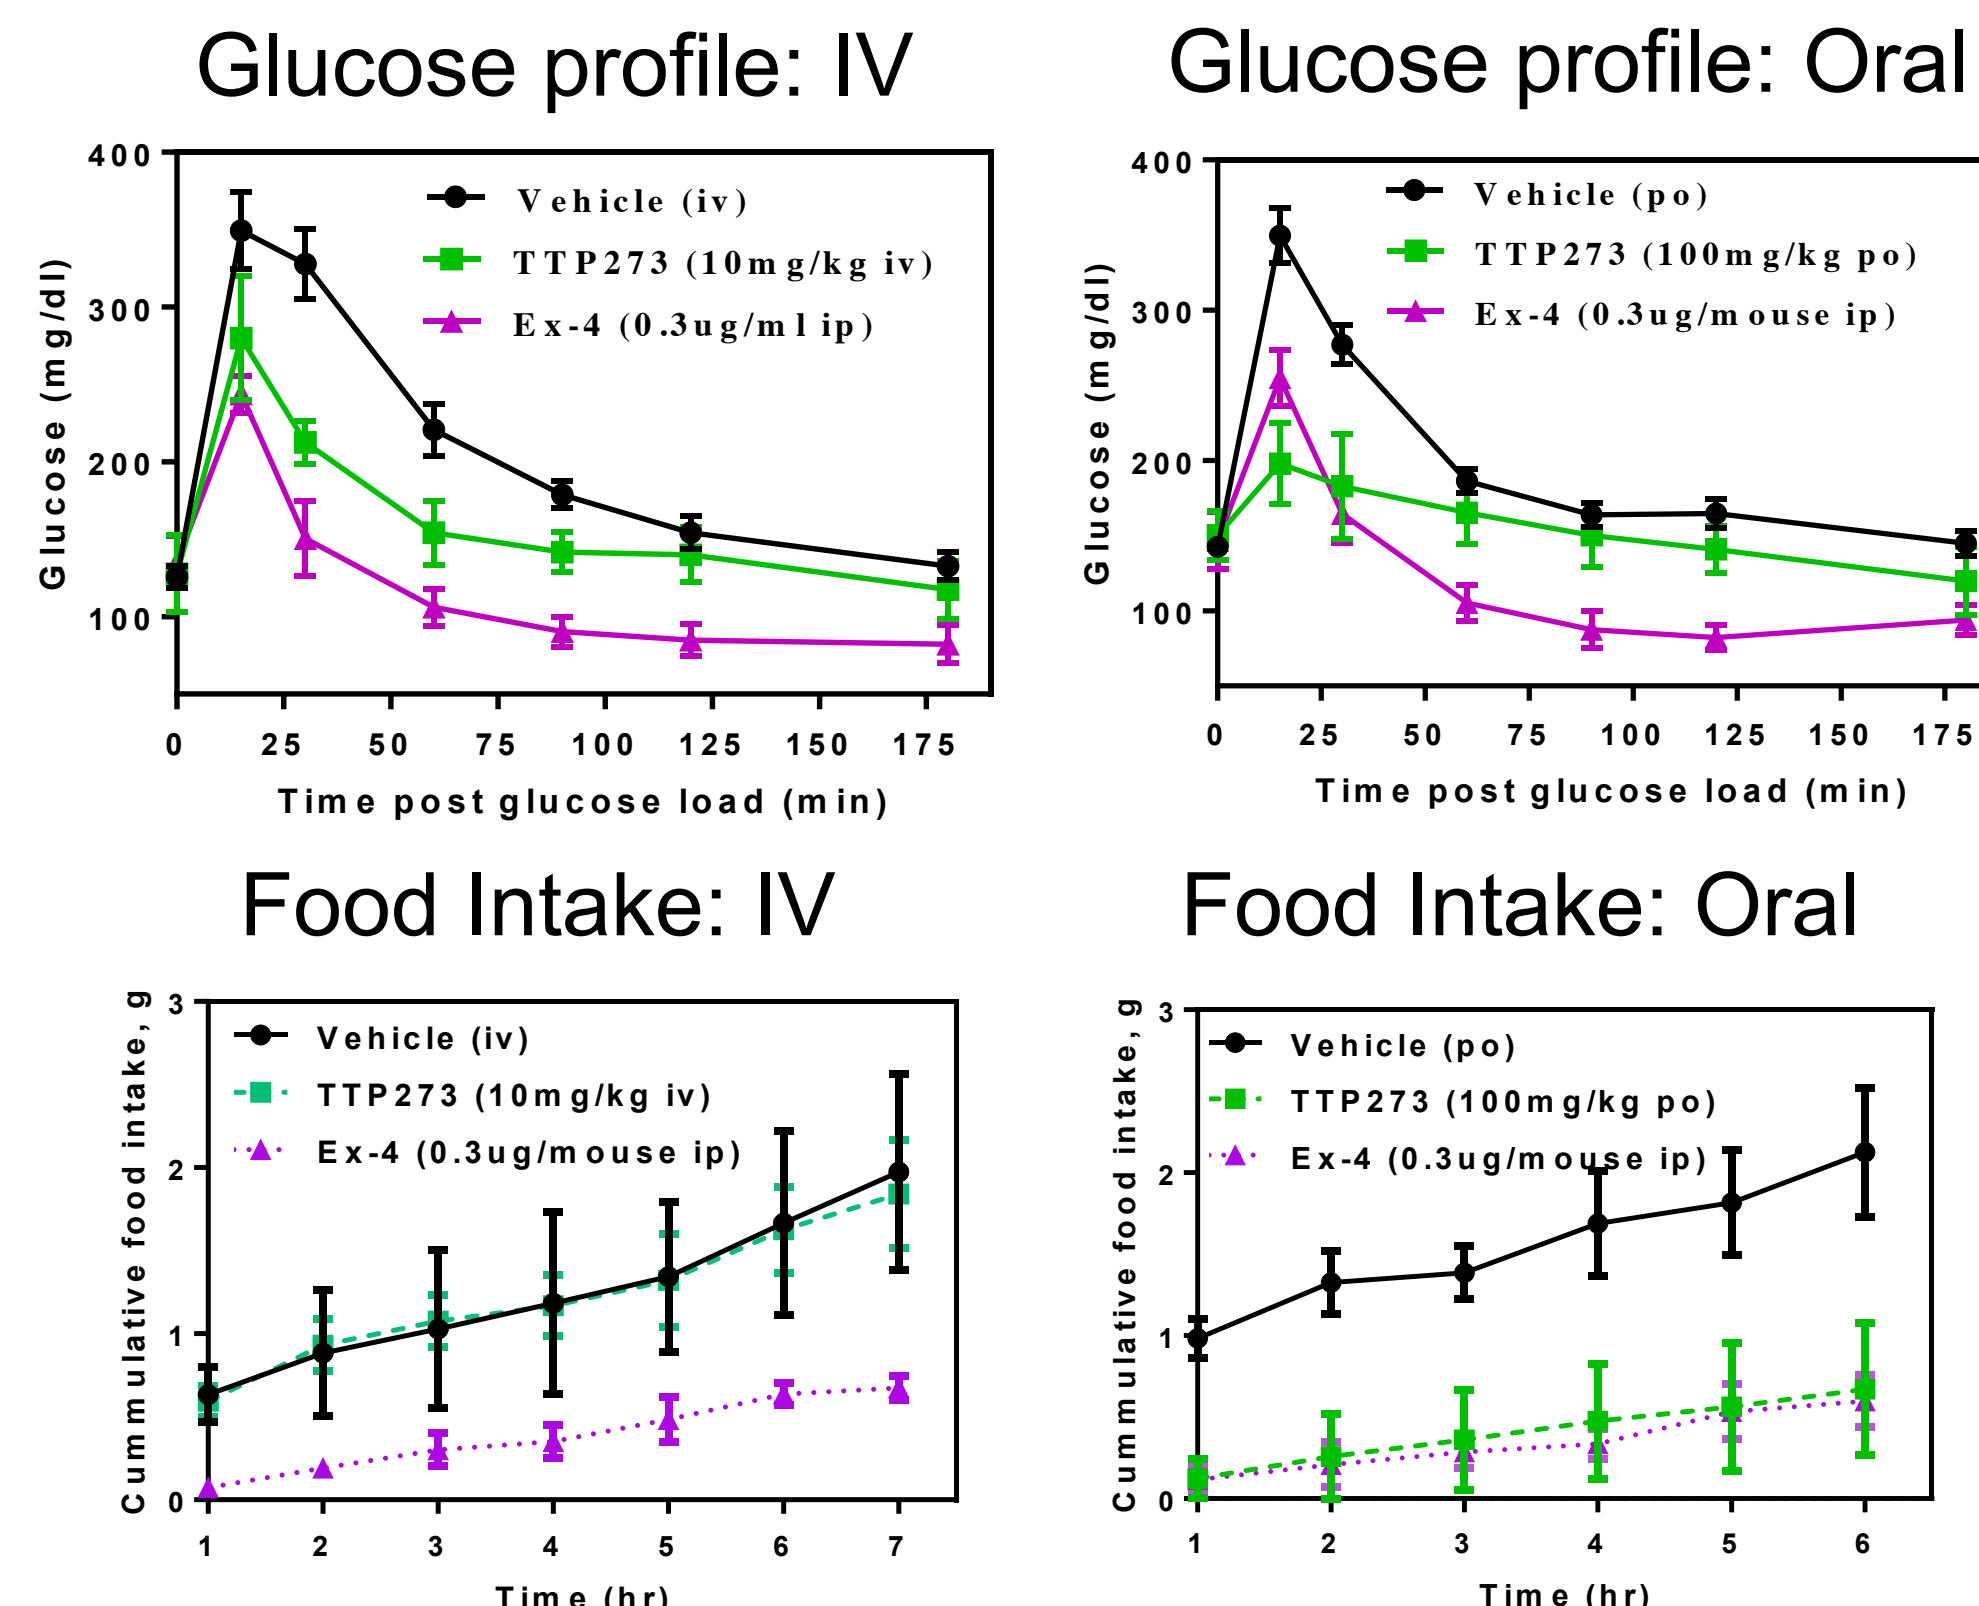 Glucose profile: IV
400
300
200
100
Glucose (mg/dl)
Vehicle (iv)
TTP273 (10mg/kg iv)
Ex-4 (0.3ug/ml ip)
0 25 50 75 100 125 150 175
Time post glucose load (min)
Glucose profile: Oral
400
300
200
100
Glucose (mg/dl)
Vehicle (po)
TTP273 (100mg/kg po)
Ex-4 (0.3ug/mouse ip)
0 25 50 75 100 125 150 175
Time post glucose load (min)
Food Intake: IV
3
2
1
0
Cummulative food intake, g
Vehicle (iv)
TTP273 (10mg/kg iv)
Ex-4 (0.3ug/mouse ip)
1 2 3 4 5 6 7
Time (hr)
Food Intake: Oral
3
2
1
0
Cummulative food intake, g
Vehicle (po)
TTP273 (100mg/kg po)
Ex-4 (0.3ug/mouse ip)
1 2 3 4 5 6
Time (hr)